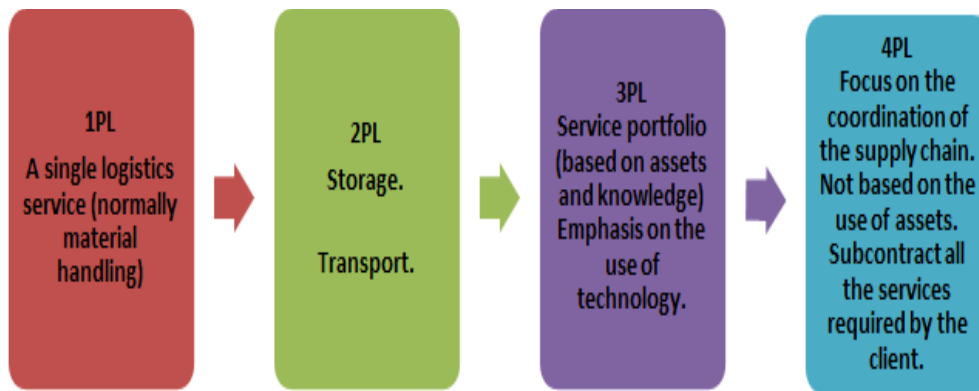 1PL
A single logistics
service (normally
material
handling)
2PL
Storage.
Transport.
3PL
Service portfolio
(based on assets
and knowledge)
Emphasis on the
use of
technology.
4PL
Focus on the
coordination of
the supply chain.
Not based on the
use of assets.
Subcontract all
the services
required by the
client.